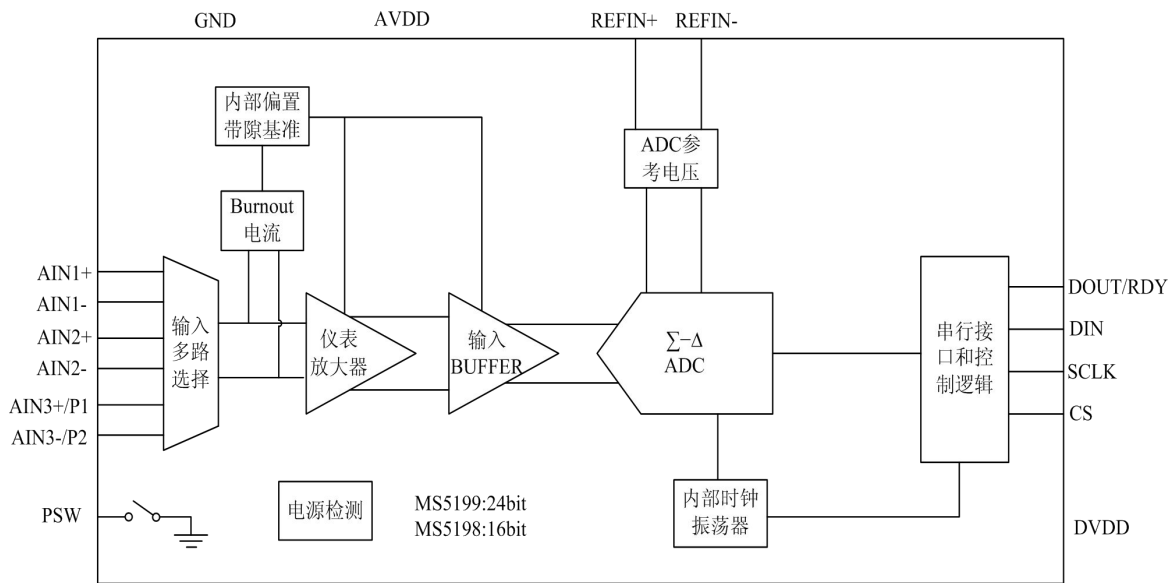 GND
AVDD
REFIN+
REFIN-
内部偏置
带隙基准
ADC参
考电压
Burnout
电流
AIN1+
AIN1-
AIN2+
AIN2-
AIN3+/P1
AIN3-/P2
输入
多路
选择
仪表
放大器
输入
BUFFER
∑-Δ
ADC
串行接
口和控
制逻辑
DOUT/RDY
DIN
SCLK
CS
PSW
电源检测
MS5199:24bit
MS5198:16bit
内部时钟
振荡器
DVDD